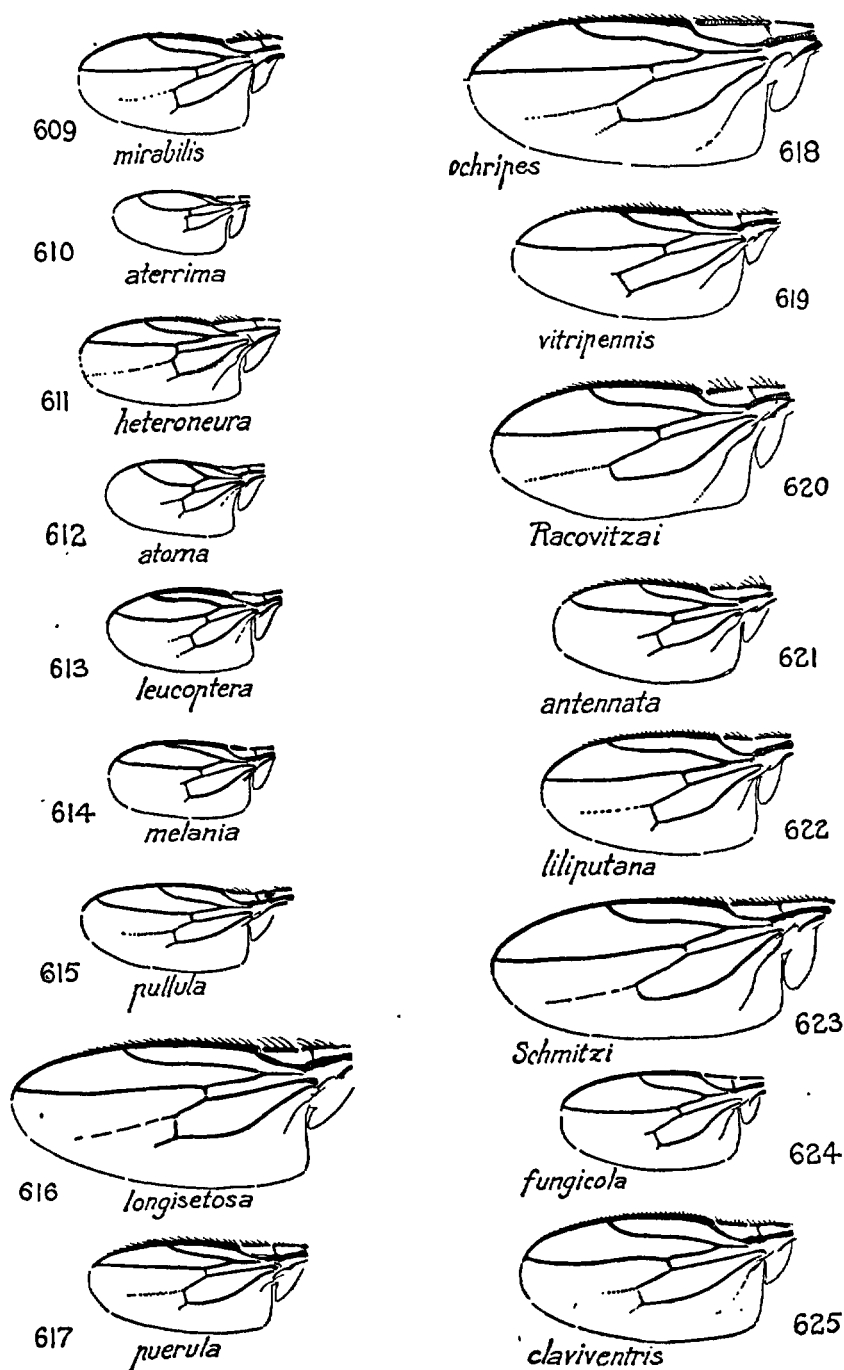 609
mirabilis
610
aterrima
611
heteroneura
612
atoma
613
leucoptera
614
melania
615
pullula
616
longisetosa
617
puerula
618
ochripes
619
vitripennis
620
Racovitzai
621
antennata
622
liliputana
623
Schmitzi
624
fungicola
625
claviventris